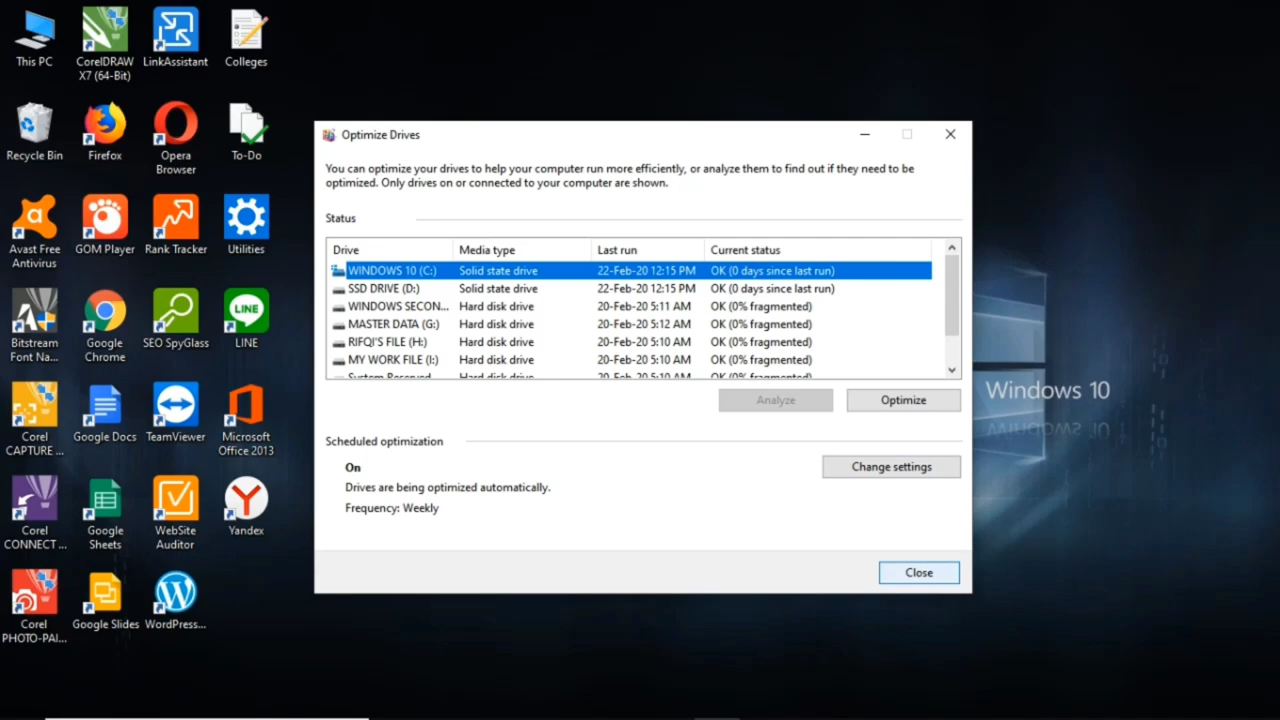 This PC
CorelDRAW
X7 (64-Bit)
LinkAssistant
Colleges
Recycle Bin
Firefox
Opera
Browser
To-Do
Avast Free
Antivirus
GOM Player
Rank Tracker
Utilities
Bitstream
Font Na...
Google
Chrome
SEO SpyGlass
LINE
LINE
Corel
CAPTURE ...
Google Docs
TeamViewer
Microsoft
Office 2013
Corel
CONNECT ...
Google
Sheets
WebSite
Auditor
Yandex
Corel
PHOTO-PAI...
Google Slides
WordPress...
Optimize Drives
You can optimize your drives to help your computer run more efficiently, or analyze them to find out if they need to be
optimized. Only drives on or connected to your computer are shown.
Status
Drive Media type Last run Current status
WINDOWS 10 (C:) Solid state drive 22-Feb-20 12:15 PM OK (0 days since last run)
SSD DRIVE (D:) Solid state drive 22-Feb-20 12:15 PM OK (0 days since last run)
WINDOWS SECON... Hard disk drive 20-Feb-20 5:11 AM OK (0% fragmented)
MASTER DATA (G:) Hard disk drive 20-Feb-20 5:12 AM OK (0% fragmented)
RIFQI'S FILE (H:) Hard disk drive 20-Feb-20 5:10 AM OK (0% fragmented)
MY WORK FILE (I:) Hard disk drive 20-Feb-20 5:10 AM OK (0% fragmented)
System Reserved Hard disk drive 20-Feb-20 5:10 AM OK (0% fragmented)
Analyze Optimize
Scheduled optimization
On
Change settings
Drives are being optimized automatically.
Frequency: Weekly
Close
Windows 10